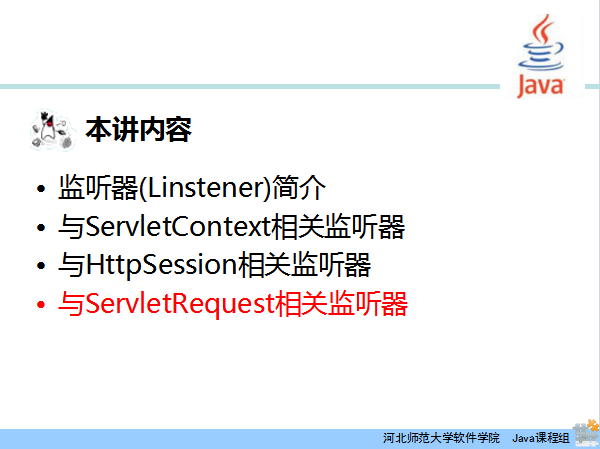 Java
本讲内容
• 监听器(Linstener)简介
• 与ServletContext相关监听器
• 与HttpSession相关监听器
• 与ServletRequest相关监听器
河北师范大学软件学院 Java课程组